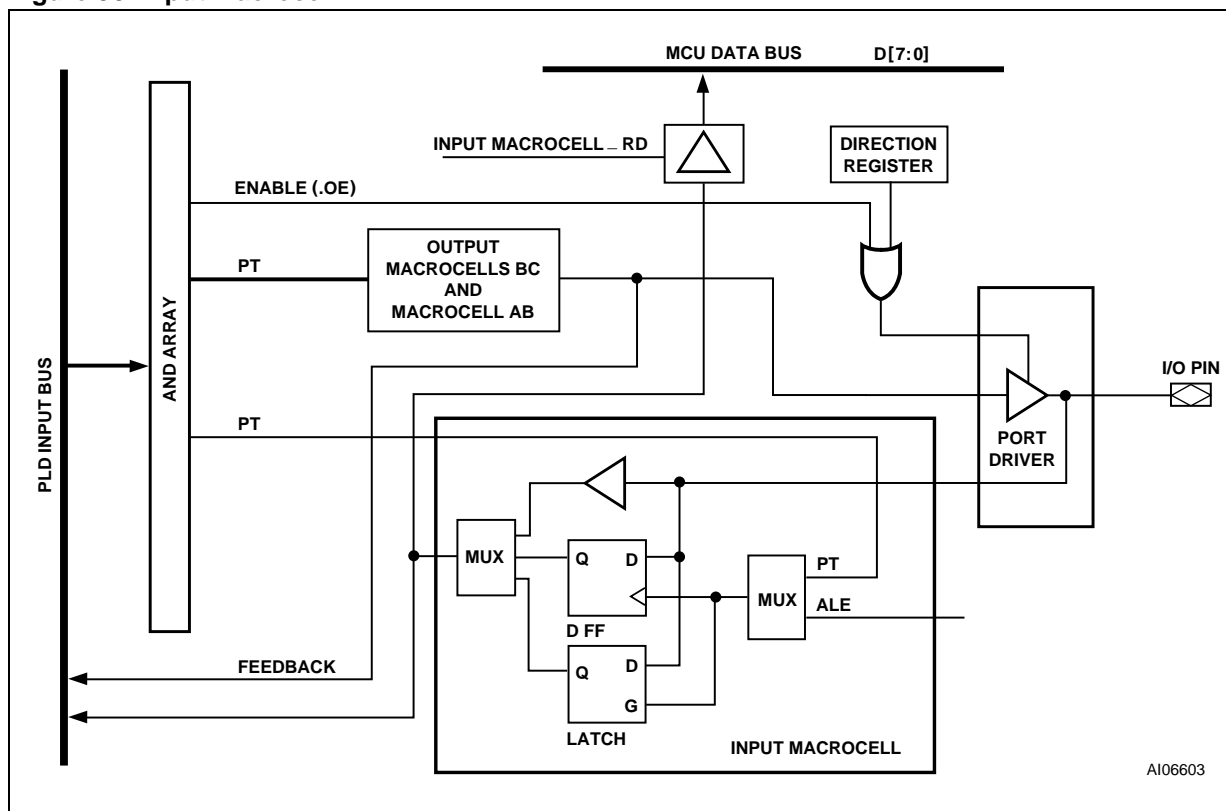 MCU DATA BUS D[7:0]
INPUT MACROCELL _ RD
DIRECTION
REGISTER
ENABLE (.OE)
PT
OUTPUT
MACROCELLS BC
AND
MACROCELL AB
I/O PIN
AND ARRAY
PLD INPUT BUS
PT
PORT
DRIVER
MUX
Q D
D FF
MUX
PT
ALE
Q D
G
LATCH
FEEDBACK
INPUT MACROCELL
AI06603